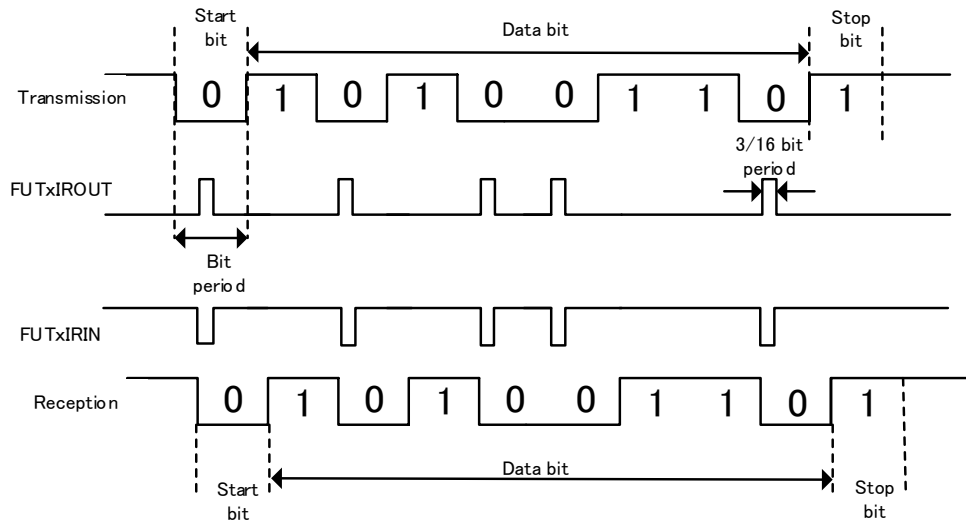 Start
bit
Data bit
Stop
bit
Transmission
0 1 0 1 0 0 1 1 0 1
3/16 bit
period
FUTxIROUT
Bit
period
FUTxIRIN
Reception
0 1 0 1 0 0 1 1 0 1
Start
bit
Data bit
Stop
bit